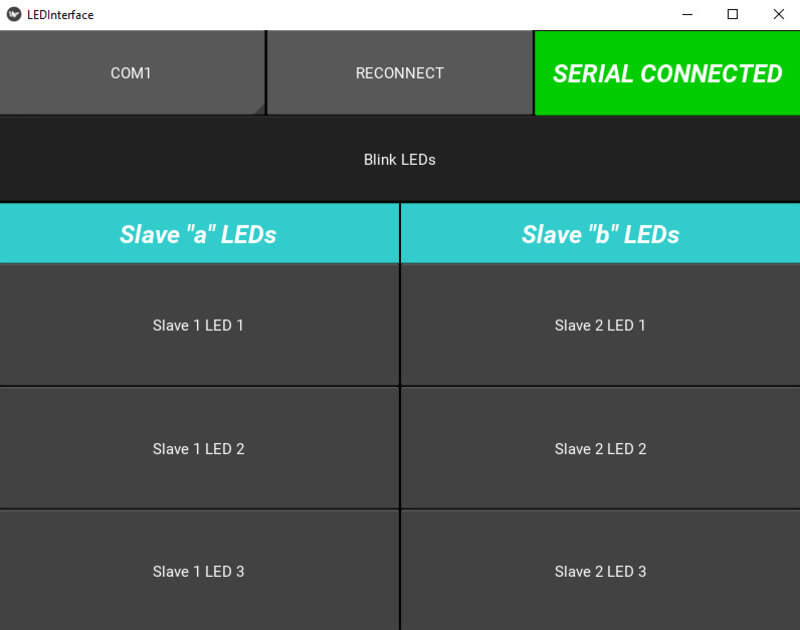 LEDInterface
COM1
RECONNECT
SERIAL CONNECTED
Blink LEDs
Slave "a" LEDs
Slave "b" LEDs
Slave 1 LED 1
Slave 2 LED 1
Slave 1 LED 2
Slave 2 LED 2
Slave 1 LED 3
Slave 2 LED 3